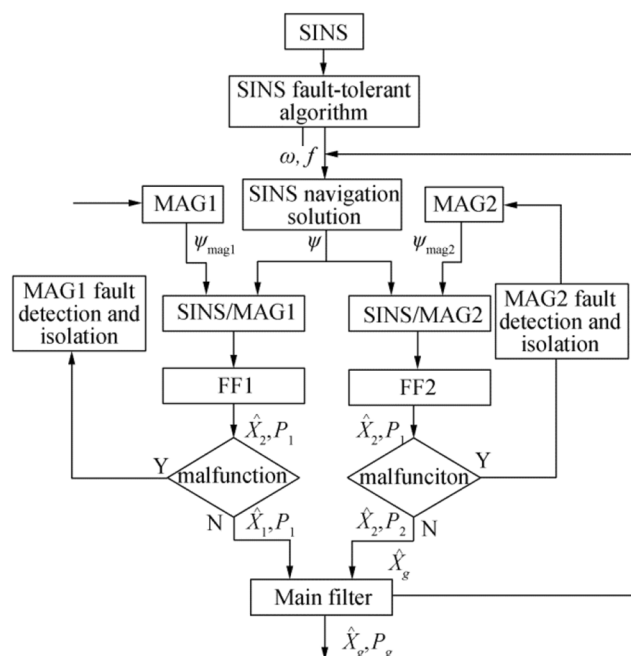 SINS
SINS fault-tolerant
algorithm
ω, f
SINS navigation
solution
MAG1
MAG2
ψmag1
ψ
ψmag2
MAG1 fault
detection and
isolation
SINS/MAG1
SINS/MAG2
MAG2 fault
detection and
isolation
FF1
FF2
X̂2,P1
X̂2,P1
Y
malfunction
malfunciton
Y
N
X̂1,P1
X̂2,P2
N
X̂g
Main filter
X̂g,Pg